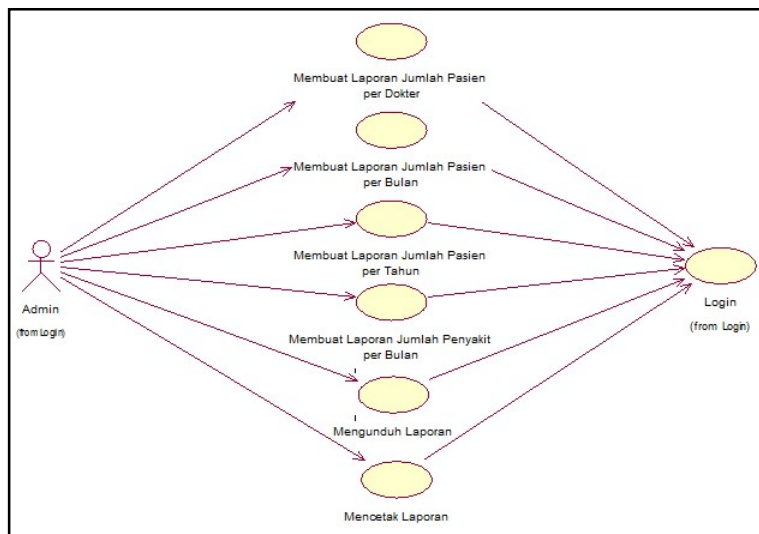 Membuat Laporan Jumlah Pasien
per Dokter
Membuat Laporan Jumlah Pasien
per Bulan
Membuat Laporan Jumlah Pasien
per Tahun
Admin
(from Login)
Login
(from Login)
Membuat Laporan Jumlah Penyakit
per Bulan
Mengunduh Laporan
Mencetak Laporan